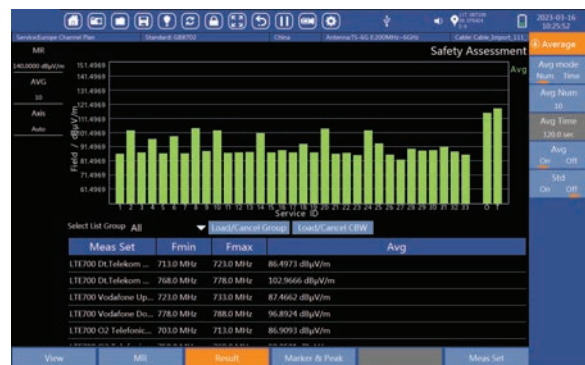 2023-03-16
10:25:52
Service:Europe Channel Plan Standard: GB8702 China Antenna:TL-6G E200MHz~6GHz Cable: Cable_Import_111_
MR
140.0000 dBµV/m
AVG
10
Axis
Auto
Safety Assessment
Avg
Field / dBµV/m
151.4969
141.4969
131.4969
121.4969
111.4969
101.4969
91.4969
81.4969
71.4969
61.4969
1 2 3 4 5 6 7 8 9 10 11 12 13 14 15 16 17 18 19 20 21 22 23 24 25 26 27 28 29 30 31 32 33 O T
Service ID
Select List Group All Load/Cancel Group Load/Cancel CBW
Meas Set Fmin Fmax Avg
LTE700 Dt.Telekom ... 713.0 MHz 723.0 MHz 86.4973 dBµV/m
LTE700 Dt.Telekom ... 768.0 MHz 778.0 MHz 102.9666 dBµV/m
LTE700 Vodafone Up... 723.0 MHz 733.0 MHz 87.4662 dBµV/m
LTE700 Vodafone Do... 778.0 MHz 788.0 MHz 96.8924 dBµV/m
LTE700 O2 Telefonic... 703.0 MHz 713.0 MHz 86.9093 dBµV/m
Average
Avg mode
Num Time
Avg Num
10
Avg Time
120.0 sec
Avg
On Off
Std
On Off
View MR Result Marker & Peak Meas Set